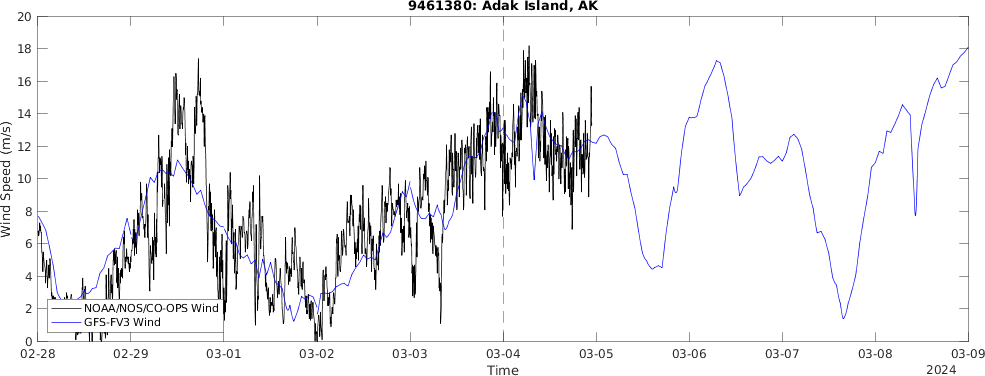 9461380: Adak Island, AK
Wind Speed (m/s)
20
18
16
14
12
10
8
6
4
2
0
NOAA/NOS/CO-OPS Wind
GFS-FV3 Wind
02-28 02-29 03-01 03-02 03-03 03-04 03-05 03-06 03-07 03-08 03-09
Time
2024